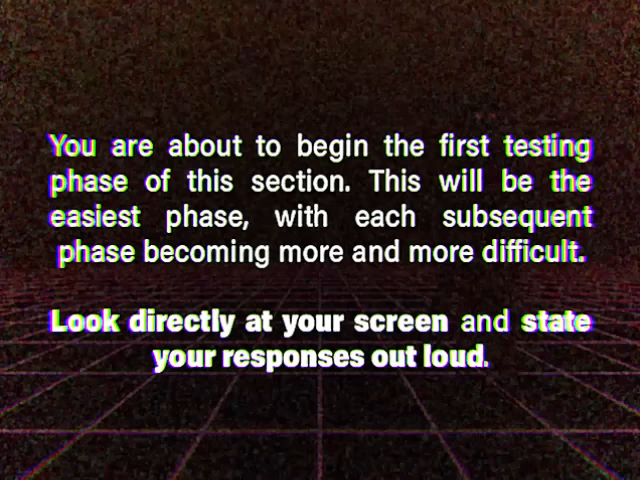 You are about to begin the first testing
phase of this section. This will be the
easiest phase, with each subsequent
phase becoming more and more difficult.
Look directly at your screen and state
your responses out loud.